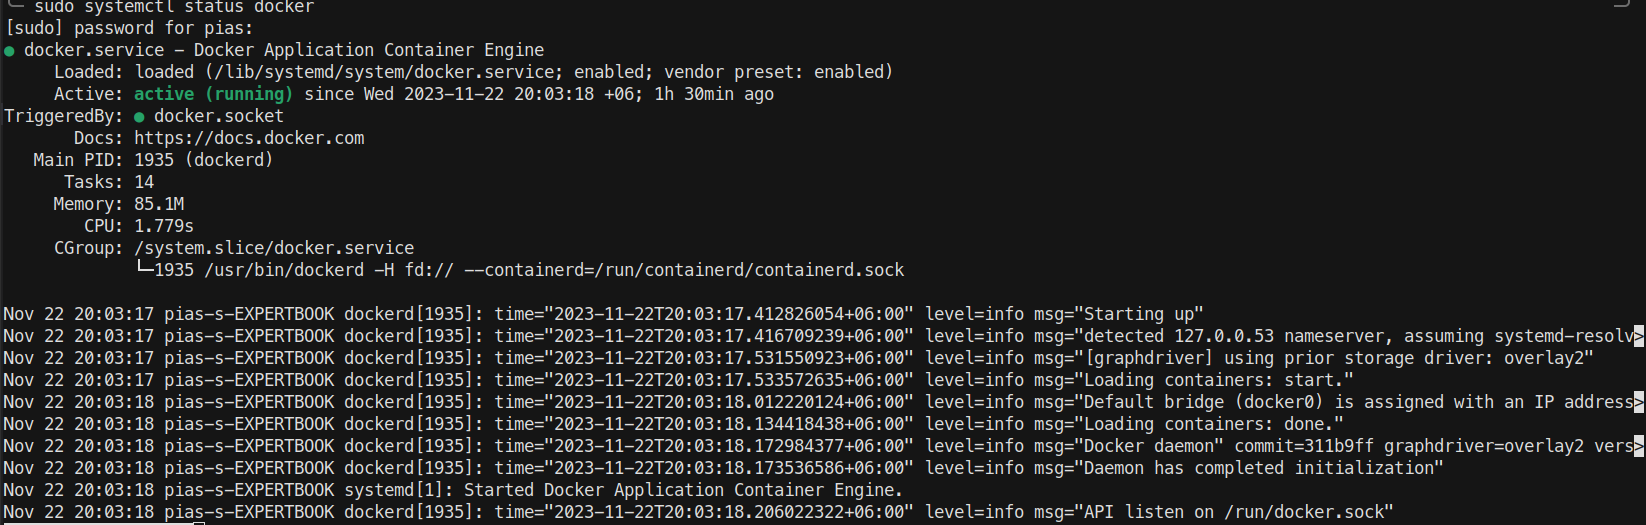 sudo systemctl status docker
[sudo] password for pias:
● docker.service - Docker Application Container Engine
     Loaded: loaded (/lib/systemd/system/docker.service; enabled; vendor preset: enabled)
     Active: active (running) since Wed 2023-11-22 20:03:18 +06; 1h 30min ago
TriggeredBy: ● docker.socket
       Docs: https://docs.docker.com
   Main PID: 1935 (dockerd)
      Tasks: 14
     Memory: 85.1M
        CPU: 1.779s
     CGroup: /system.slice/docker.service
             └─1935 /usr/bin/dockerd -H fd:// --containerd=/run/containerd/containerd.sock
Nov 22 20:03:17 pias-s-EXPERTBOOK dockerd[1935]: time="2023-11-22T20:03:17.412826054+06:00" level=info msg="Starting up"
Nov 22 20:03:17 pias-s-EXPERTBOOK dockerd[1935]: time="2023-11-22T20:03:17.416709239+06:00" level=info msg="detected 127.0.0.53 nameserver, assuming systemd-resolv>
Nov 22 20:03:17 pias-s-EXPERTBOOK dockerd[1935]: time="2023-11-22T20:03:17.531550923+06:00" level=info msg="[graphdriver] using prior storage driver: overlay2"
Nov 22 20:03:17 pias-s-EXPERTBOOK dockerd[1935]: time="2023-11-22T20:03:17.533572635+06:00" level=info msg="Loading containers: start."
Nov 22 20:03:18 pias-s-EXPERTBOOK dockerd[1935]: time="2023-11-22T20:03:18.012220124+06:00" level=info msg="Default bridge (docker0) is assigned with an IP address>
Nov 22 20:03:18 pias-s-EXPERTBOOK dockerd[1935]: time="2023-11-22T20:03:18.134418438+06:00" level=info msg="Loading containers: done."
Nov 22 20:03:18 pias-s-EXPERTBOOK dockerd[1935]: time="2023-11-22T20:03:18.172984377+06:00" level=info msg="Docker daemon" commit=311b9ff graphdriver=overlay2 vers>
Nov 22 20:03:18 pias-s-EXPERTBOOK dockerd[1935]: time="2023-11-22T20:03:18.173536586+06:00" level=info msg="Daemon has completed initialization"
Nov 22 20:03:18 pias-s-EXPERTBOOK systemd[1]: Started Docker Application Container Engine.
Nov 22 20:03:18 pias-s-EXPERTBOOK dockerd[1935]: time="2023-11-22T20:03:18.206022322+06:00" level=info msg="API listen on /run/docker.sock"